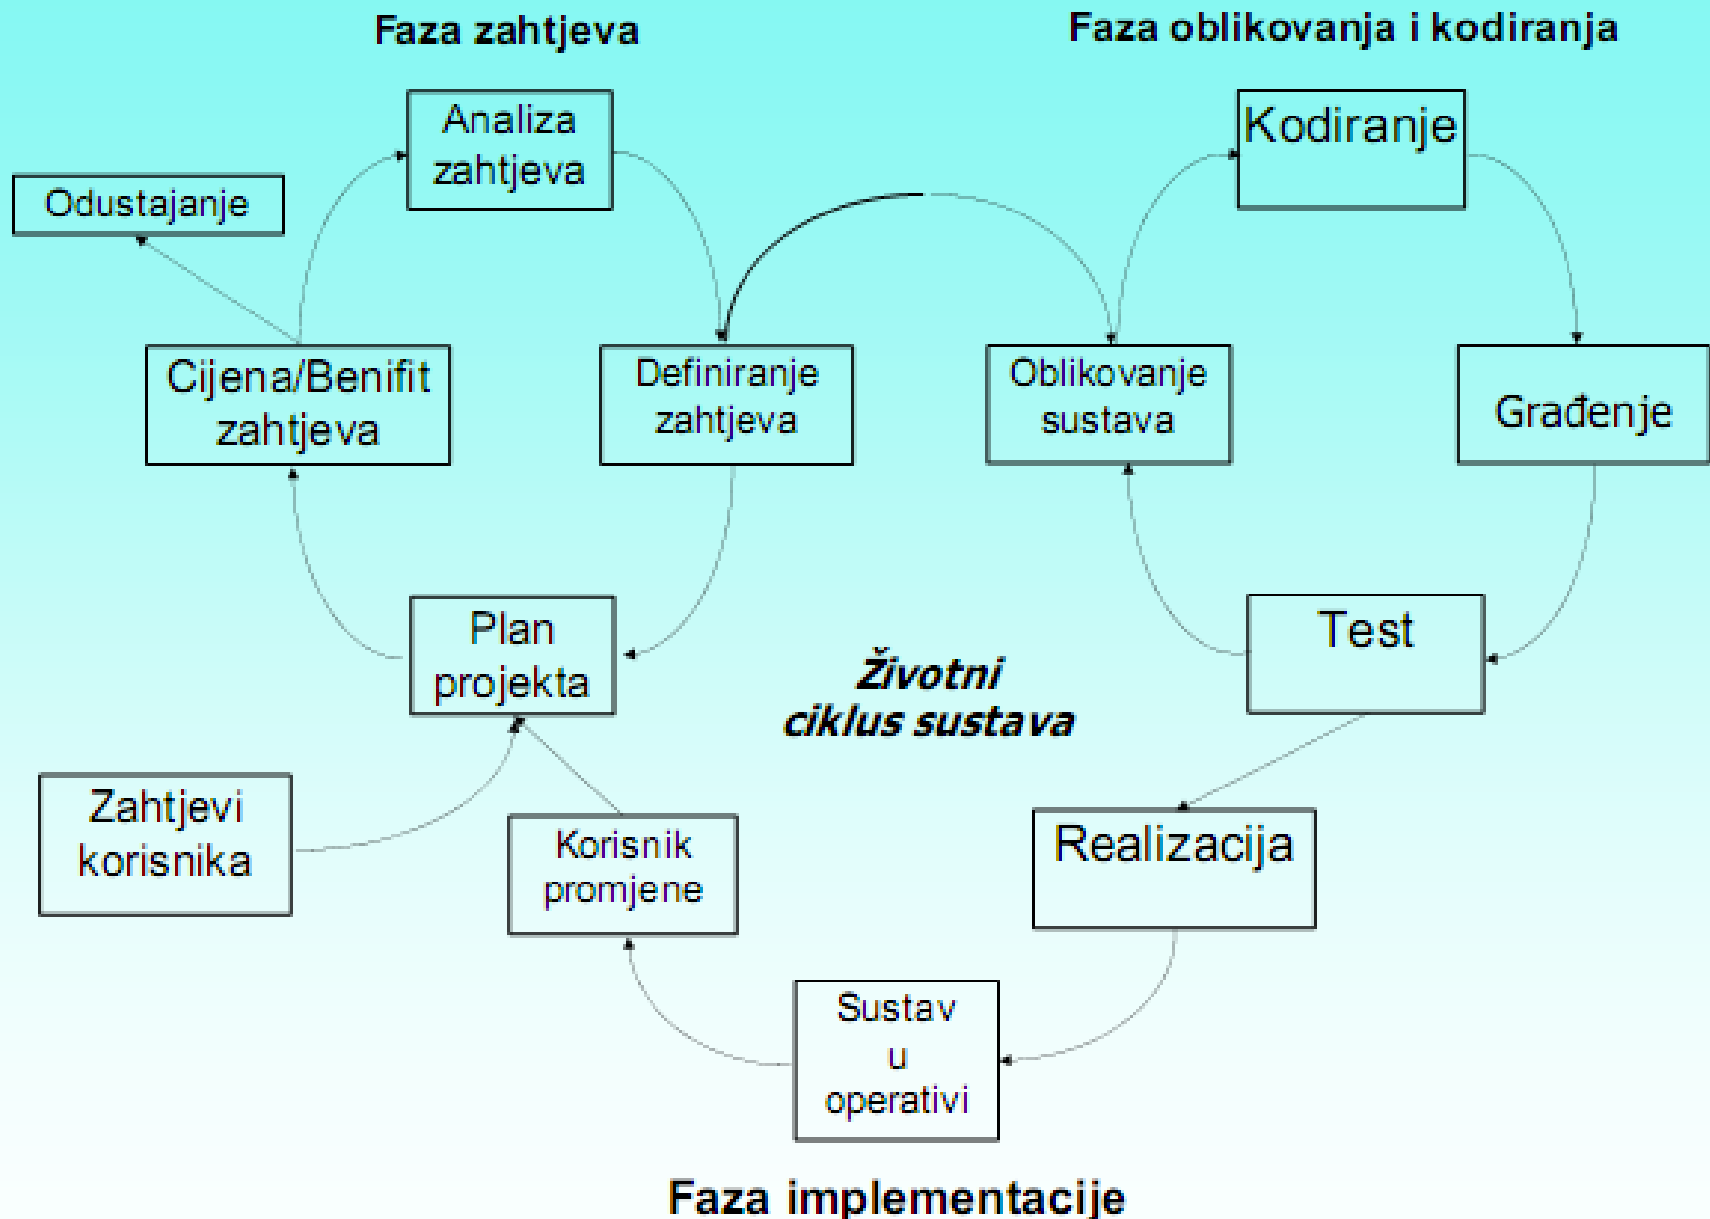 Faza zahtjeva
Faza oblikovanja i kodiranja
Analiza
zahtjeva
Kodiranje
Odustajanje
Cijena/Benifit
zahtjeva
Definiranje
zahtjeva
Oblikovanje
sustava
Građenje
Plan
projekta
Test
Životni
ciklus sustava
Zahtjevi
korisnika
Korisnik
promjene
Realizacija
Sustav
u
operativi
Faza implementacije